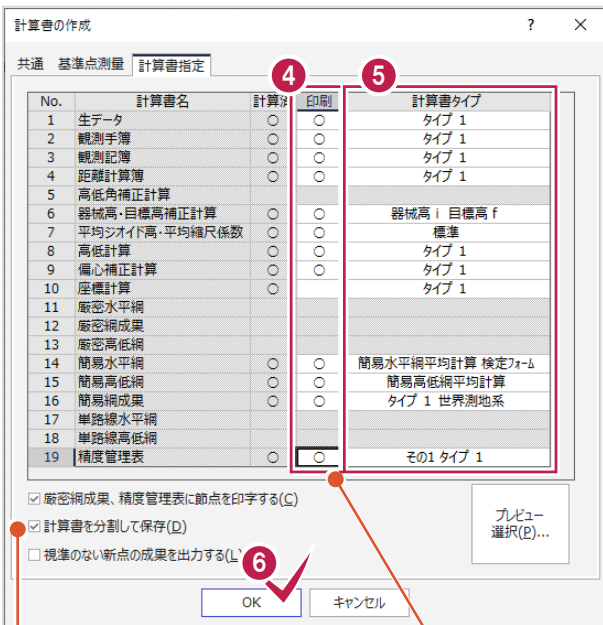 計算書の作成 ? ×
共通 基準点測量 計算書指定
4 5
No. 計算書名 計算済 印刷 計算書タイプ
1 生データ ○ ○ タイプ 1
2 観測手簿 ○ ○ タイプ 1
3 観測記簿 ○ ○ タイプ 1
4 距離計算簿 ○ ○ タイプ 1
5 高低角補正計算
6 器械高・目標高補正計算 ○ ○ 器械高 i 目標高 f
7 平均ジオイド高・平均縮尺係数 ○ ○ 標準
8 高低計算 ○ ○ タイプ 1
9 偏心補正計算 ○ ○ タイプ 1
10 座標計算 ○ タイプ 1
11 厳密水平網
12 厳密網成果
13 厳密高低網
14 簡易水平網 ○ ○ 簡易水平網平均計算 検定フォーム
15 簡易高低網 ○ ○ 簡易高低網平均計算
16 簡易網成果 ○ ○ タイプ 1 世界測地系
17 単路線水平網
18 単路線高低網
19 精度管理表 ○ ○ その1 タイプ 1
厳密網成果、精度管理表に節点を印字する(C)
計算書を分割して保存(D)
視準のない新点の成果を出力する(L)
プレビュー
選択(P)...
6
OK キャンセル